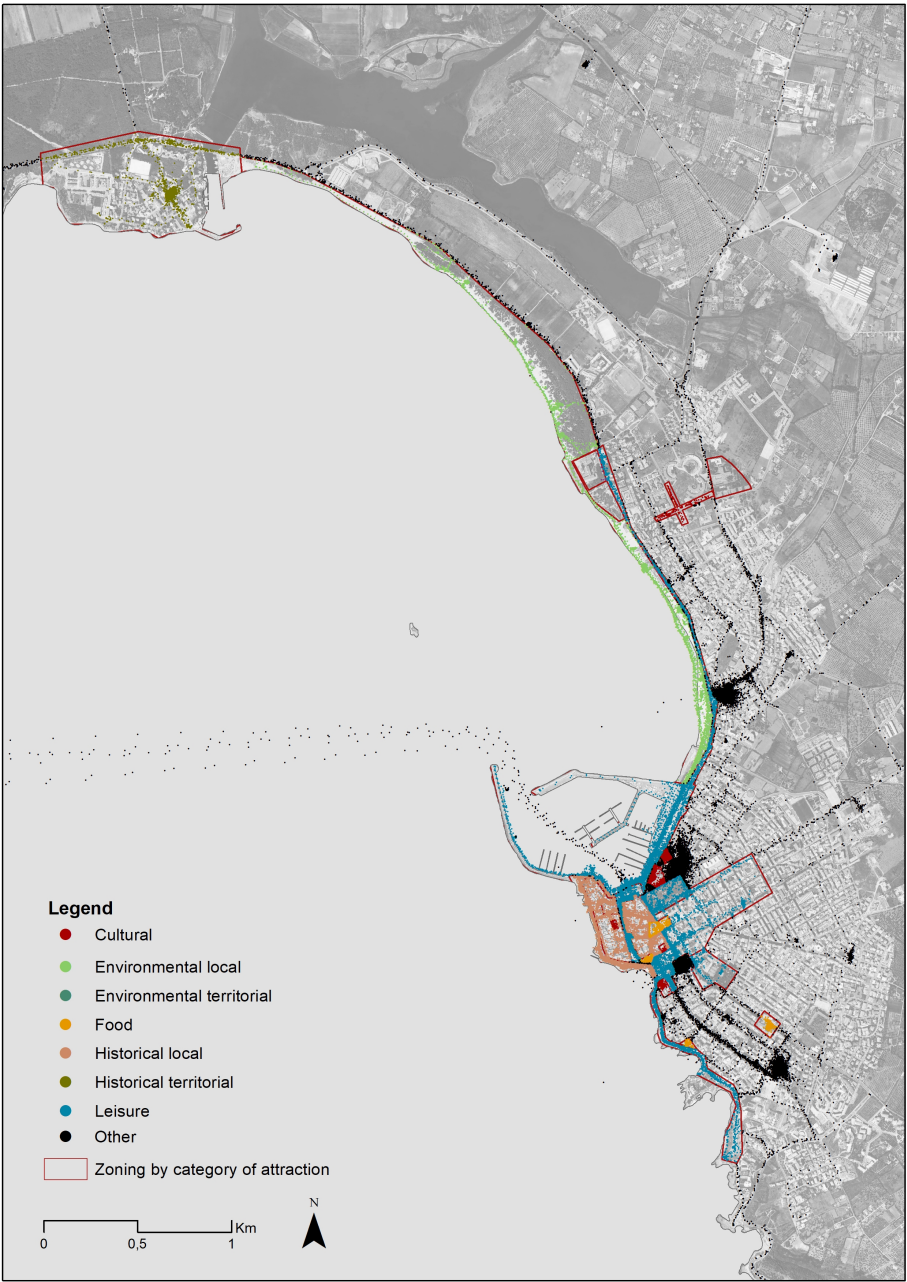 Legend
Cultural
Environmental local
Environmental territorial
Food
Historical local
Historical territorial
Leisure
Other
Zoning by category of attraction
N
Km
0 0,5 1